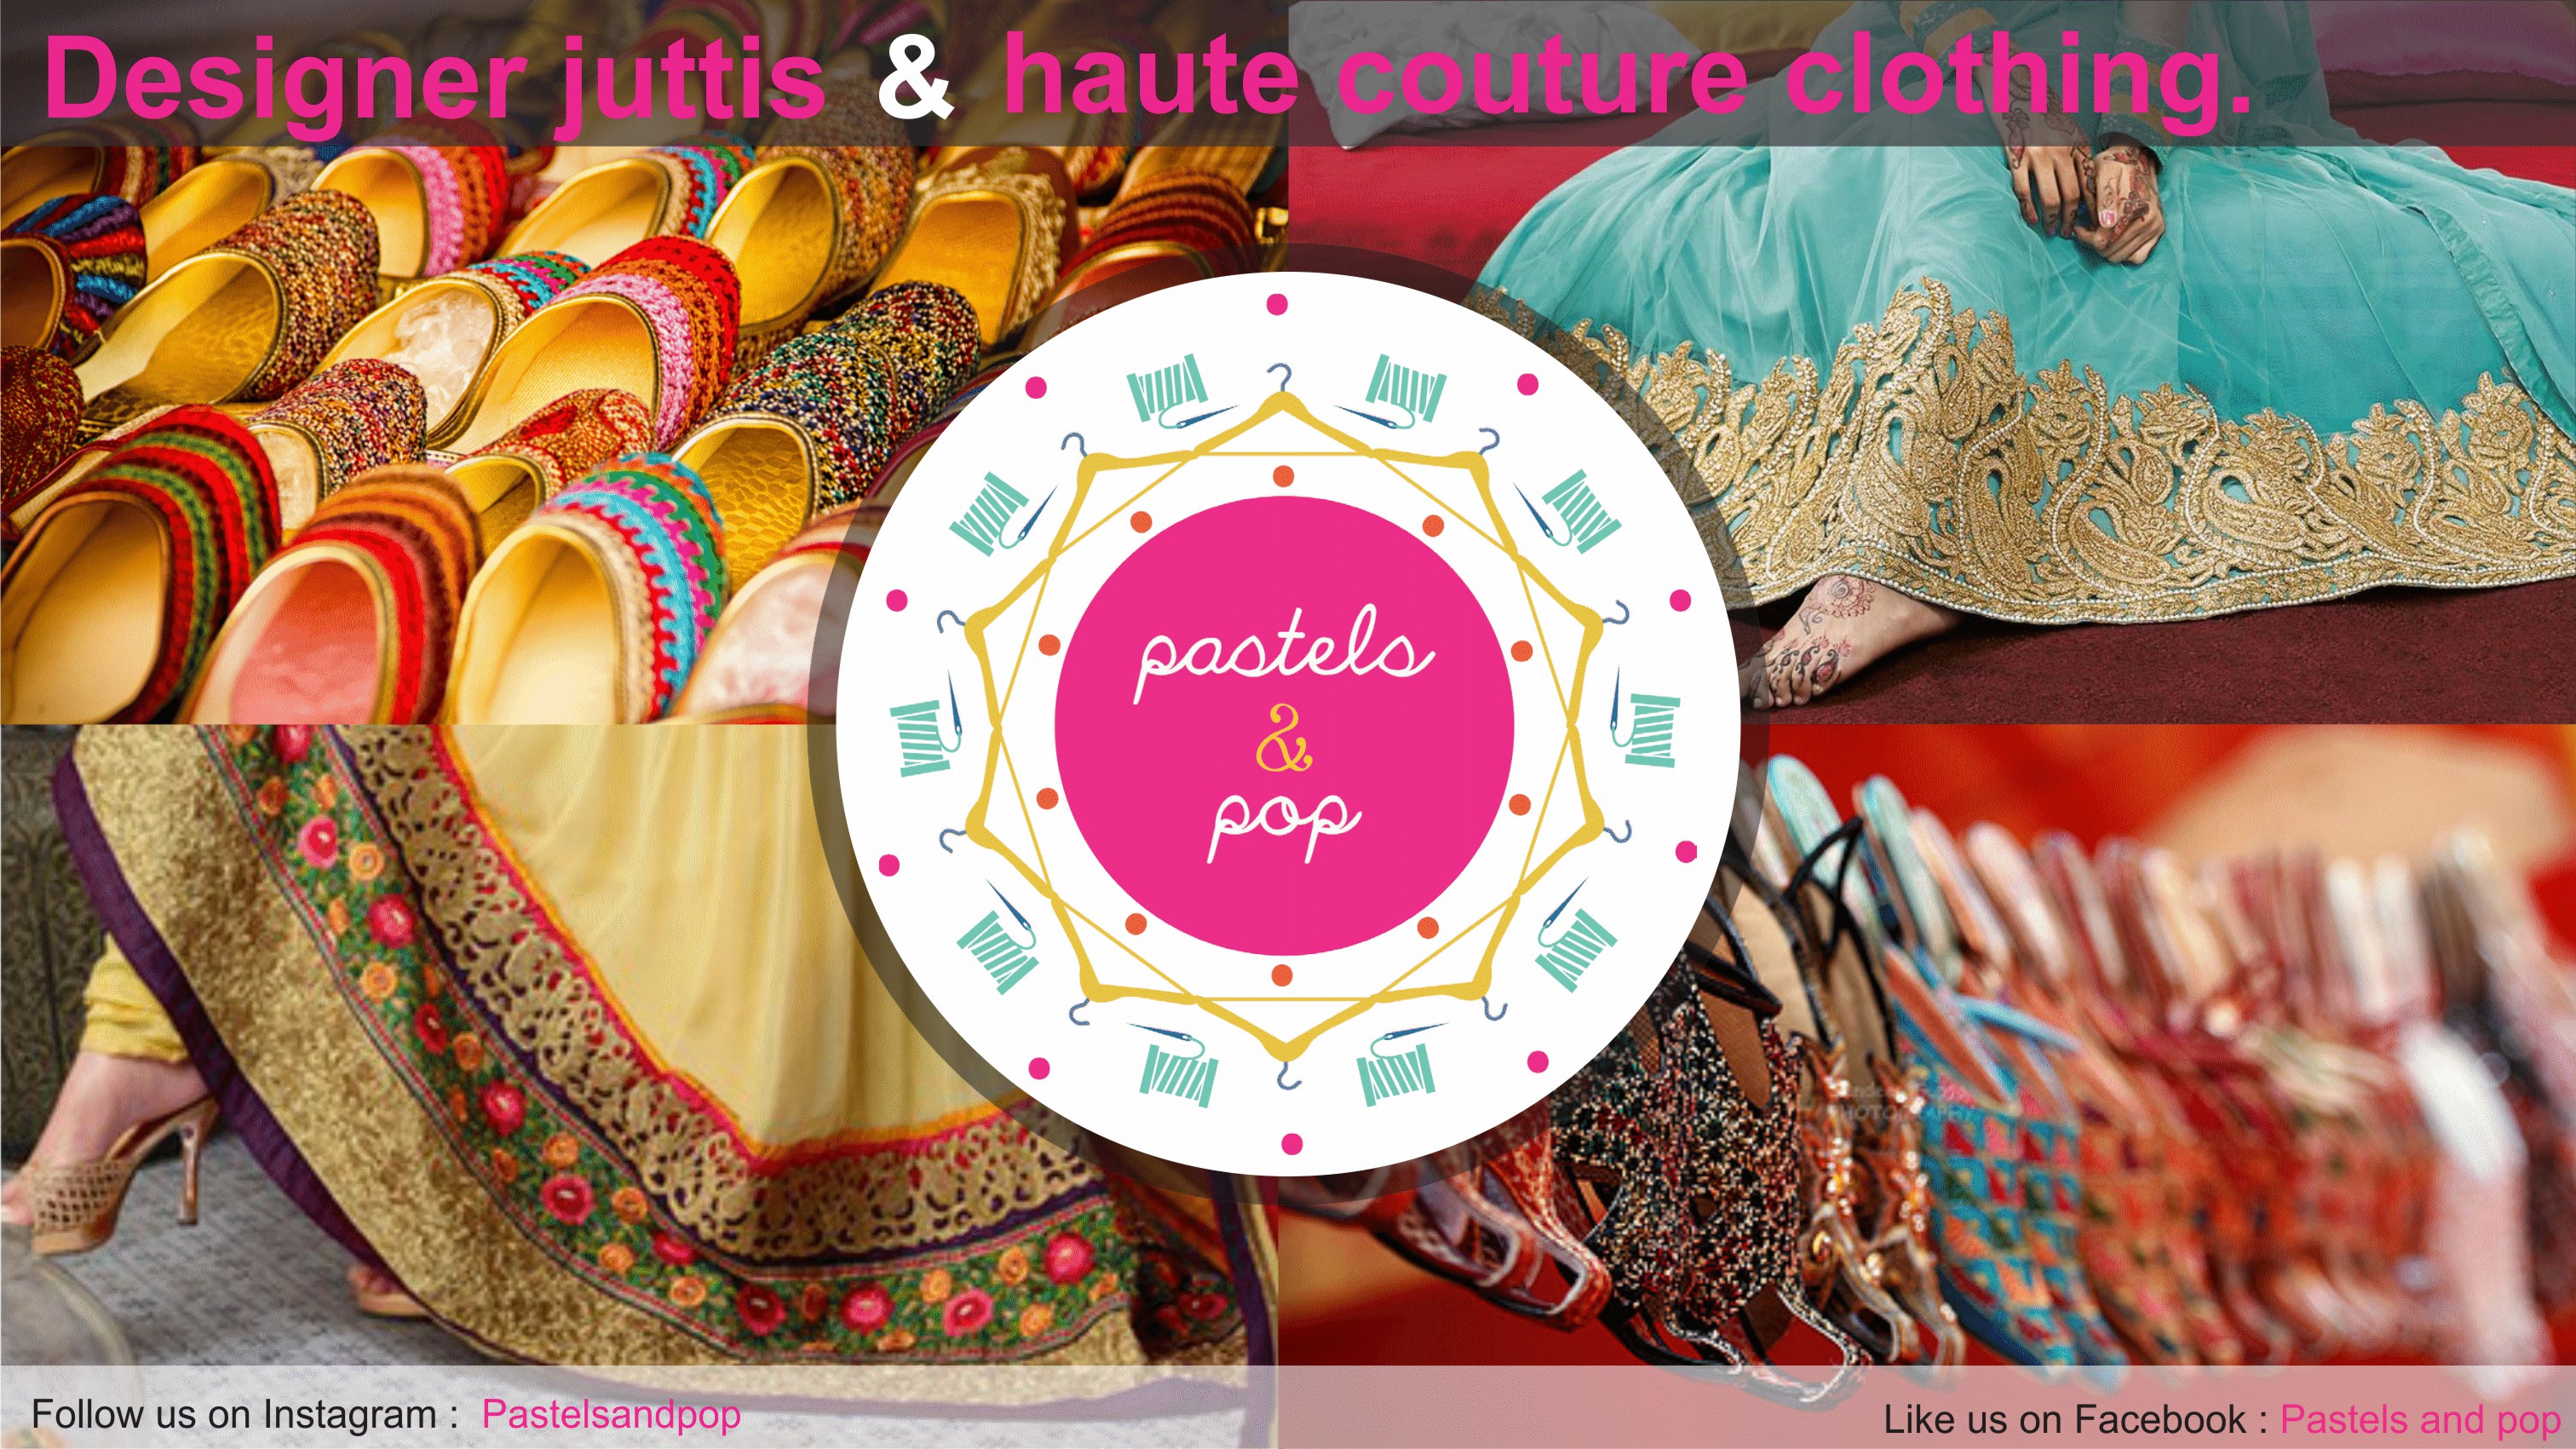 Designer juttis & haute couture clothing.
pastels
&
pop
Follow us on Instagram : Pastelsandpop
Like us on Facebook : Pastels and pop